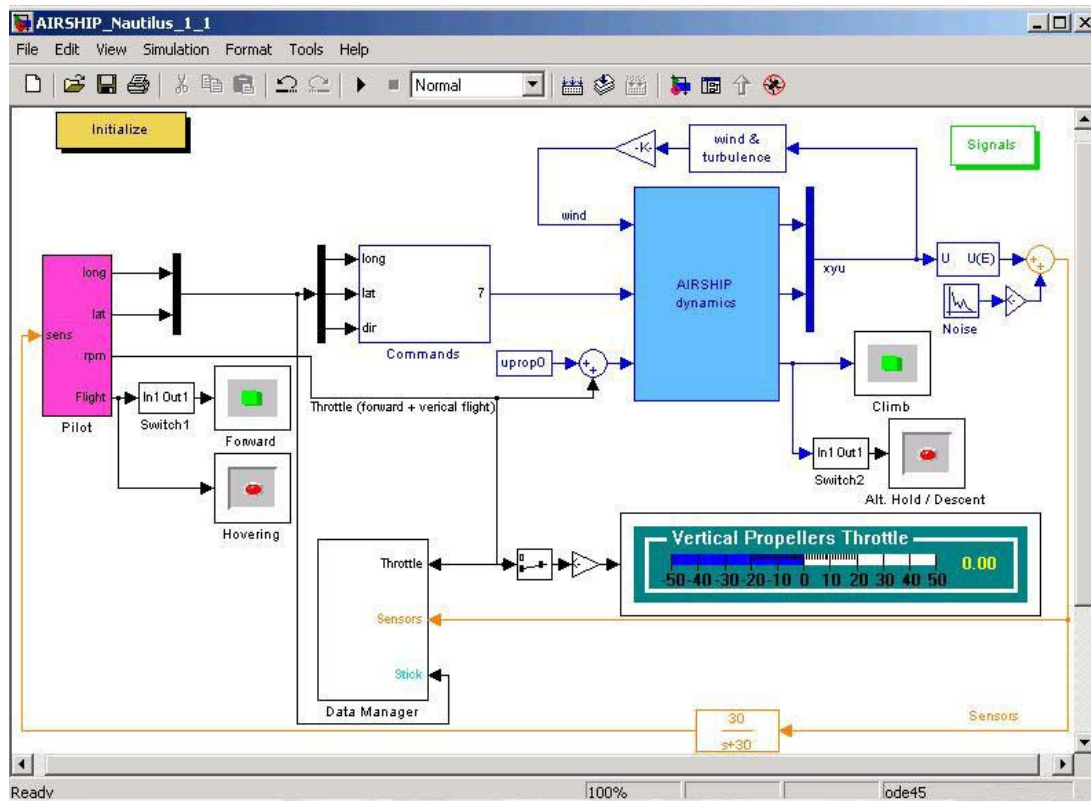 AIRSHIP_Nautilus_1_1
File Edit View Simulation Format Tools Help
Normal
Initialize
-K-
wind &
turbulence
Signals
wind
long
lat
sens
rpm
Flight
Pilot
long
lat
dir
7
Commands
AIRSHIP
dynamics
xyu
U U(E)
Noise
uprop0
Throttle (forward + verical flight)
In1 Out1
Switch1
Forward
Hovering
Climb
In1 Out1
Switch2
Alt. Hold / Descent
Throttle
Sensors
Stick
Data Manager
Vertical Propellers Throttle
-50 -40 -30 -20 -10 0 10 20 30 40 50
0.00
30
s+30
Sensors
Ready
100%
ode45